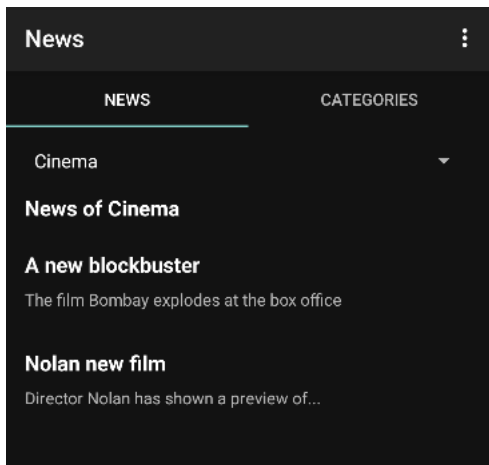 News
NEWS CATEGORIES
Cinema
News of Cinema
A new blockbuster
The film Bombay explodes at the box office
Nolan new film
Director Nolan has shown a preview of...